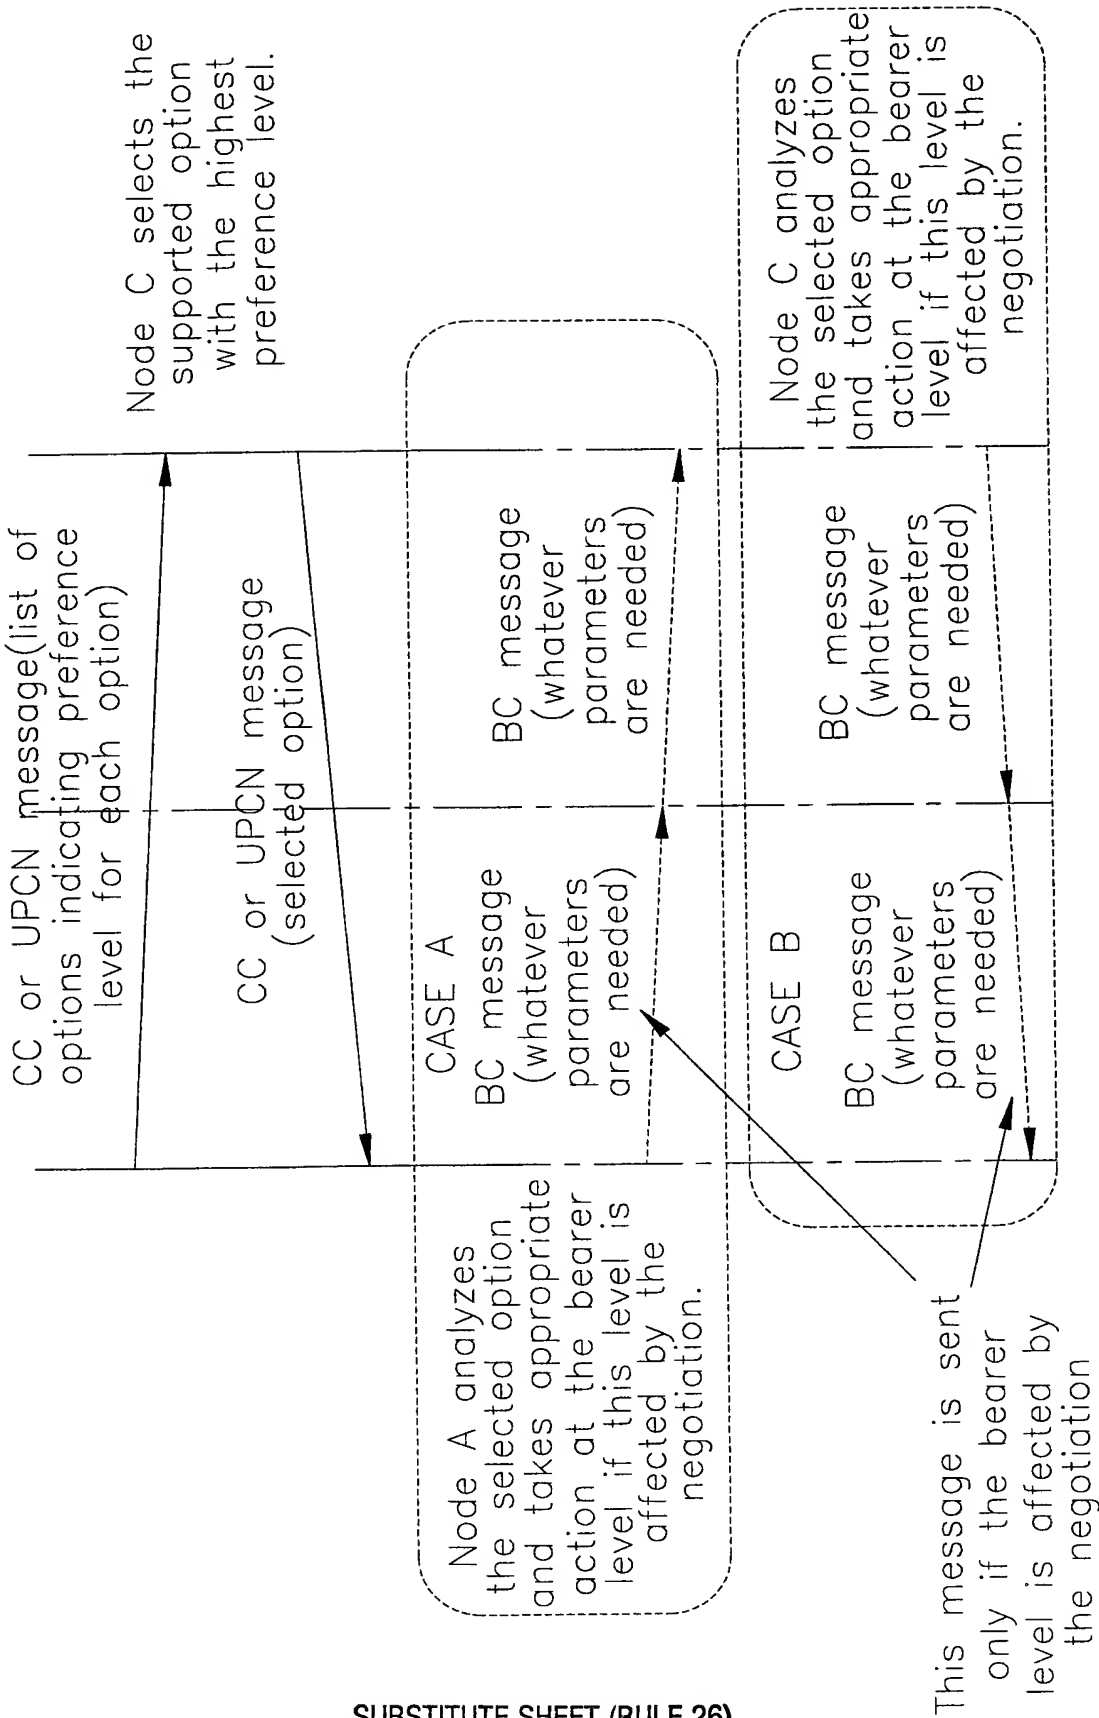 CC or UPCN message(list of
options indicating preference
level for each option)
Node C selects the
supported option
with the highest
preference level.
CC or UPCN message
(selected option)
Node A analyzes
the selected option
and takes appropriate
action at the bearer
level if this level is
affected by the
negotiation.
CASE A
BC message
(whatever
parameters
are needed)
BC message
(whatever
parameters
are needed)
CASE B
BC message
(whatever
parameters
are needed)
BC message
(whatever
parameters
are needed)
Node C analyzes
the selected option
and takes appropriate
action at the bearer
level if this level is
affected by the
negotiation.
This message is sent
only if the bearer
level is affected by
the negotiation
SUBSTITUTE SHEET (RULE 26)